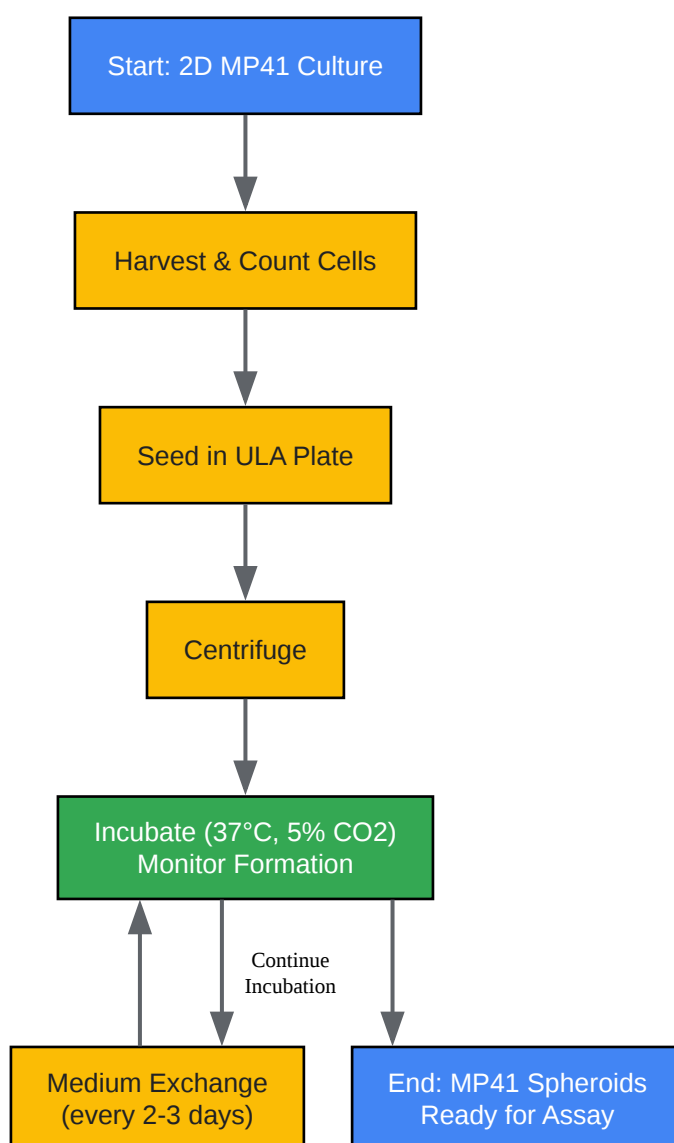 Start: 2D MP41 Culture
Harvest & Count Cells
Seed in ULA Plate
Centrifuge
Incubate (37°C, 5% CO2)
Monitor Formation
Continue
Incubation
Medium Exchange
(every 2-3 days)
End: MP41 Spheroids
Ready for Assay